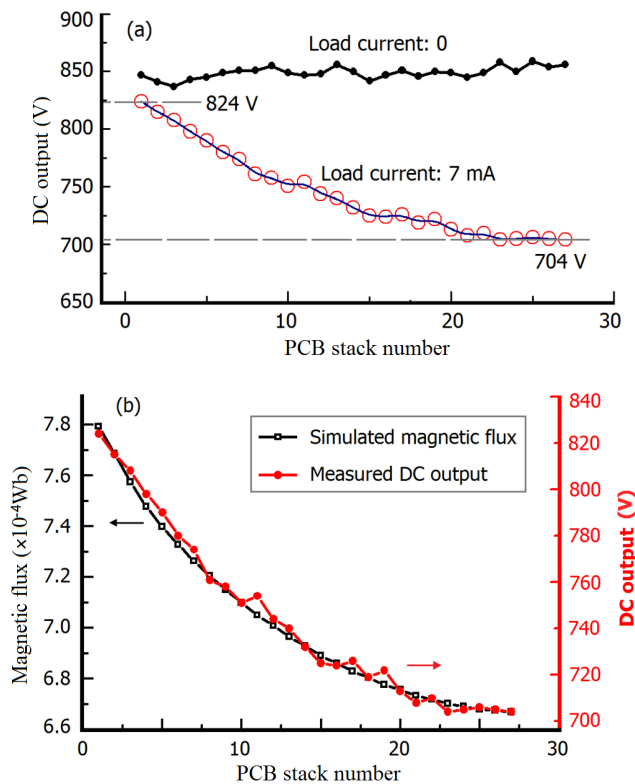 (a)
900
850
800
750
700
650
DC output (V)
Load current: 0
824 V
Load current: 7 mA
704 V
0
10
20
30
PCB stack number
(b)
7.8
7.6
7.4
7.2
7.0
6.8
6.6
Magnetic flux (×10⁻⁴Wb)
Simulated magnetic flux
Measured DC output
840
820
800
780
760
740
720
700
DC output (V)
0
10
20
30
PCB stack number